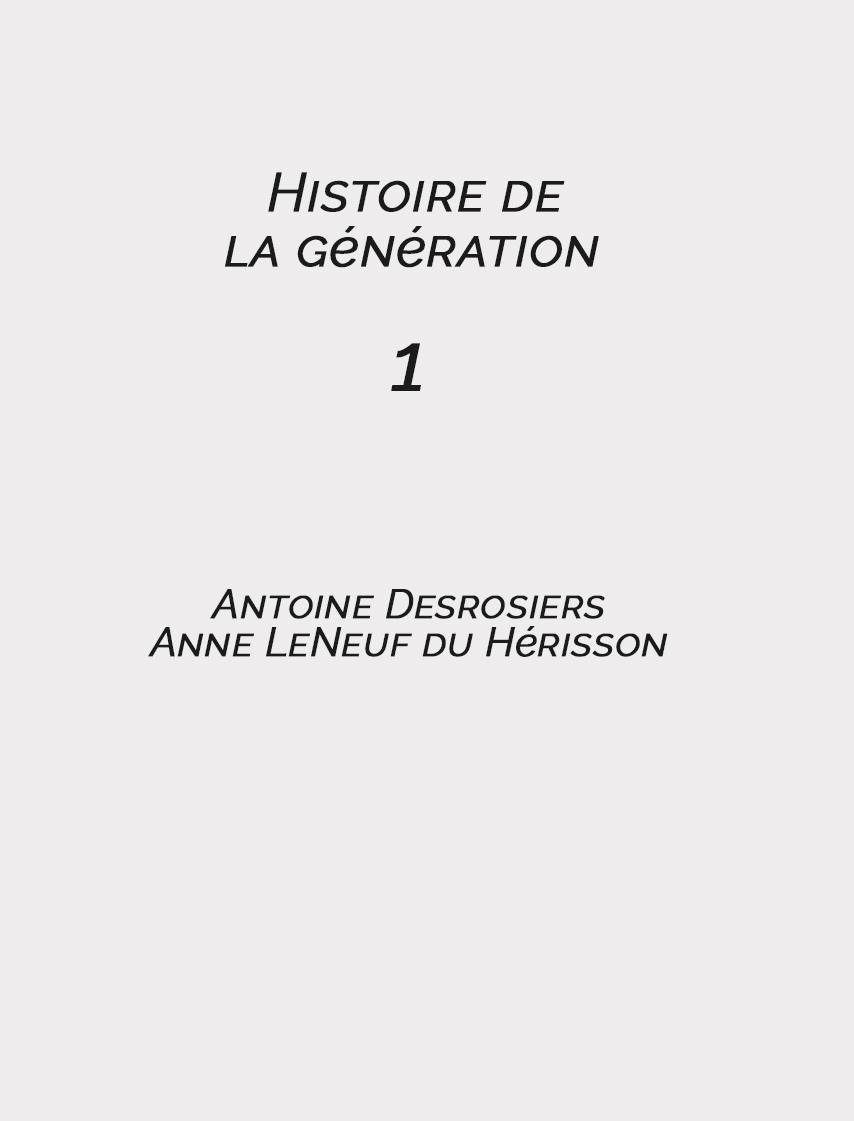 Histoire de
la génération
1
Antoine Desrosiers
Anne LeNeuf du Hérisson